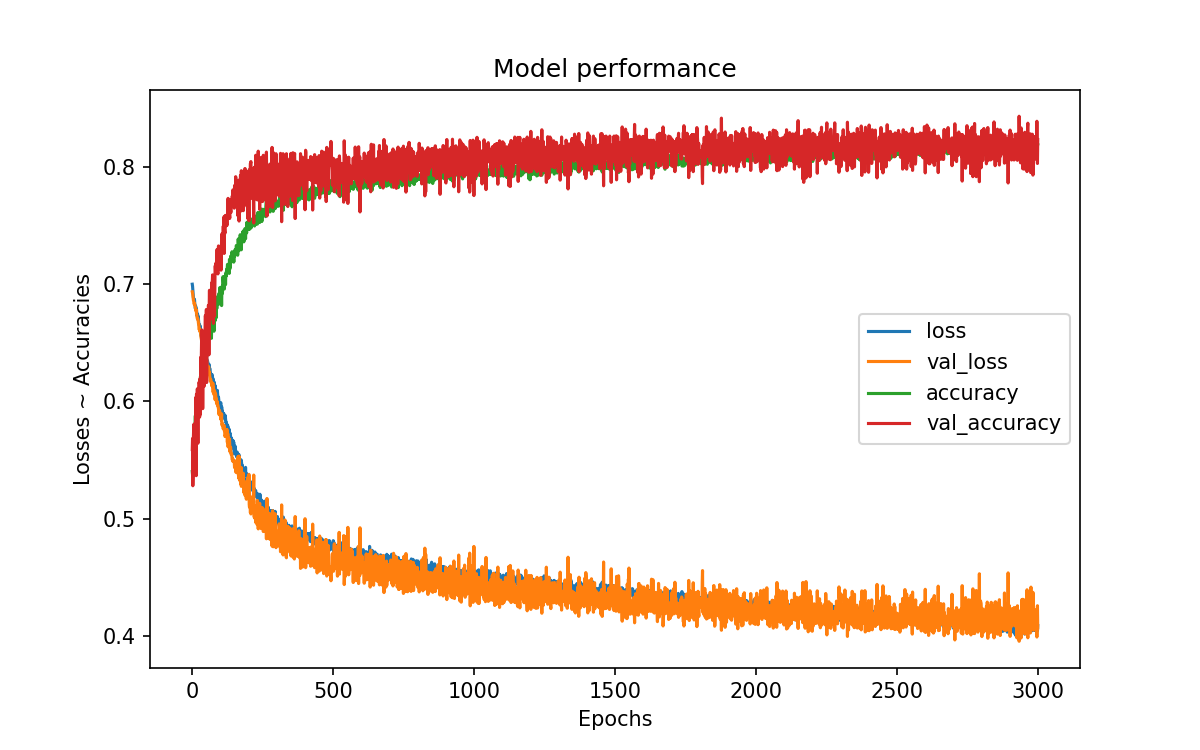 Model performance
Losses ~ Accuracies
0.8
0.7
0.6
0.5
0.4
loss
val_loss
accuracy
val_accuracy
0 500 1000 1500 2000 2500 3000
Epochs